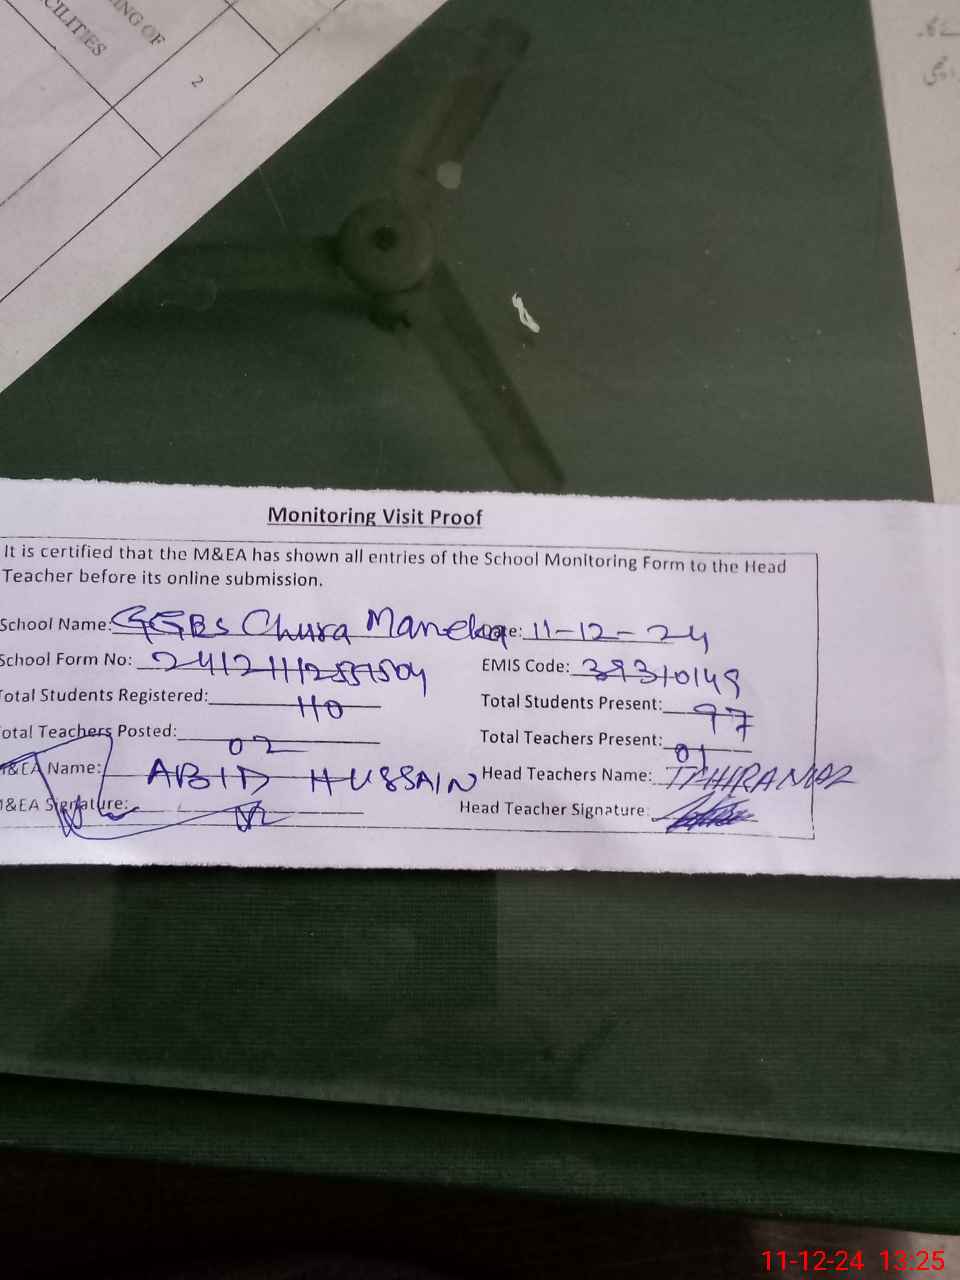 CILITIES
ING OF
2
Monitoring Visit Proof
It is certified that the M&EA has shown all entries of the School Monitoring Form to the Head
Teacher before its online submission.
School Name: Chura Date: 11-12-24
School Form No: EMIS Code:
Total Students Registered: 110 Total Students Present: 97
Total Teachers Posted: 02 Total Teachers Present: 01
M&EA Name: ABID HUSSAIN Head Teachers Name:
M&EA Signature: Head Teacher Signature:
11-12-24 13:25